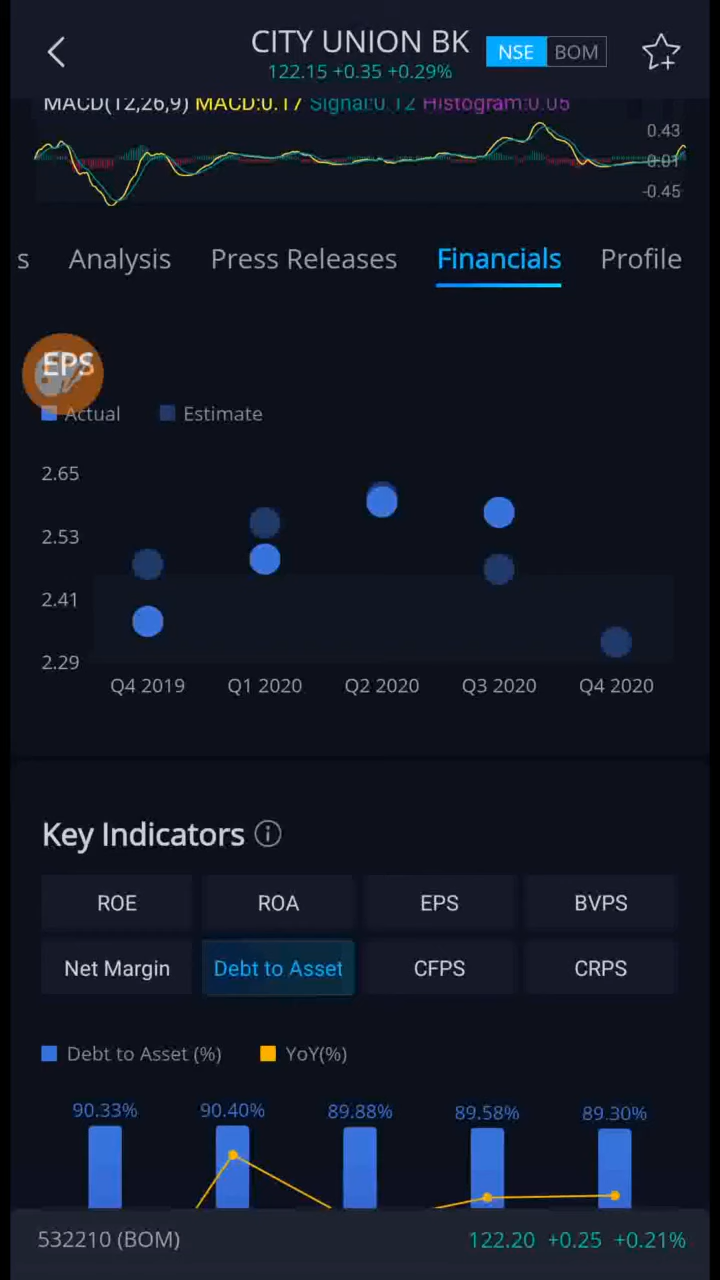 CITY UNION BK
NSE BOM
122.15 +0.35 +0.29%
MACD(12,26,9) MACD:0.17 Signal:0.12 Histogram:0.05
0.43
0.01
-0.45
s Analysis Press Releases Financials Profile
EPS
Actual Estimate
2.65
2.53
2.41
2.29
Q4 2019 Q1 2020 Q2 2020 Q3 2020 Q4 2020
Key Indicators
ROE ROA EPS BVPS
Net Margin Debt to Asset CFPS CRPS
Debt to Asset (%) YoY(%)
90.33% 90.40% 89.88% 89.58% 89.30%
532210 (BOM) 122.20 +0.25 +0.21%